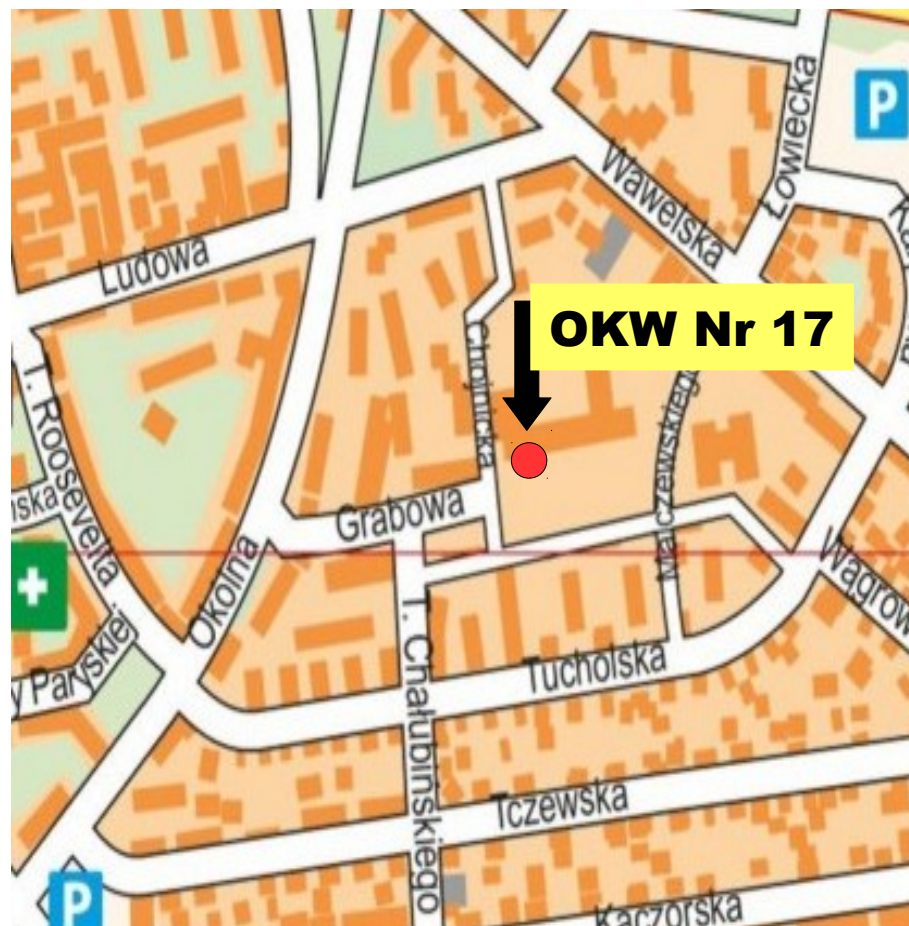 P
Łowiecka
Wawelska
Ludowa
OKW Nr 17
Chojnicka
T. Roosevelta
Malczewskiego
Grabowa
Okólna
Wągrow
y Paryskiej
T. Chałubińskiego
Tucholska
Tczewska
P
Kaczorska